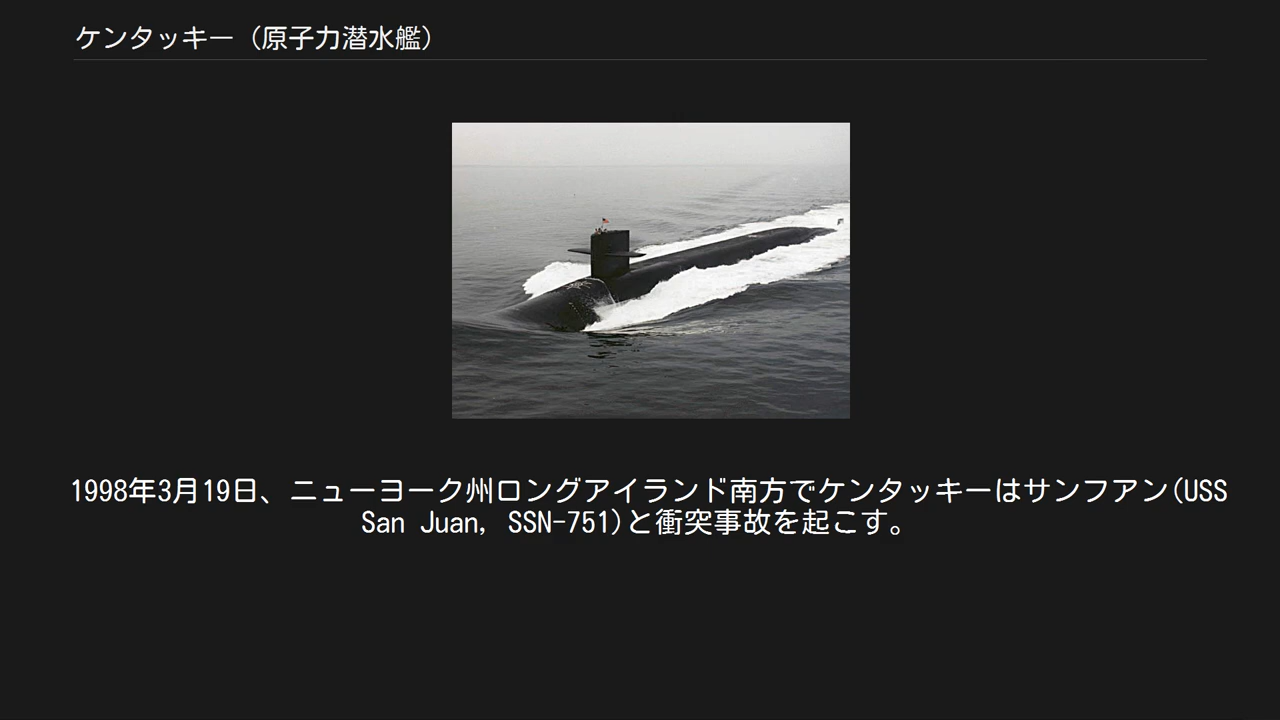 ケンタッキー (原子力潜水艦)
1998年3月19日、ニューヨーク州ロングアイランド南方でケンタッキーはサンフアン(USS
San Juan, SSN-751)と衝突事故を起こす。